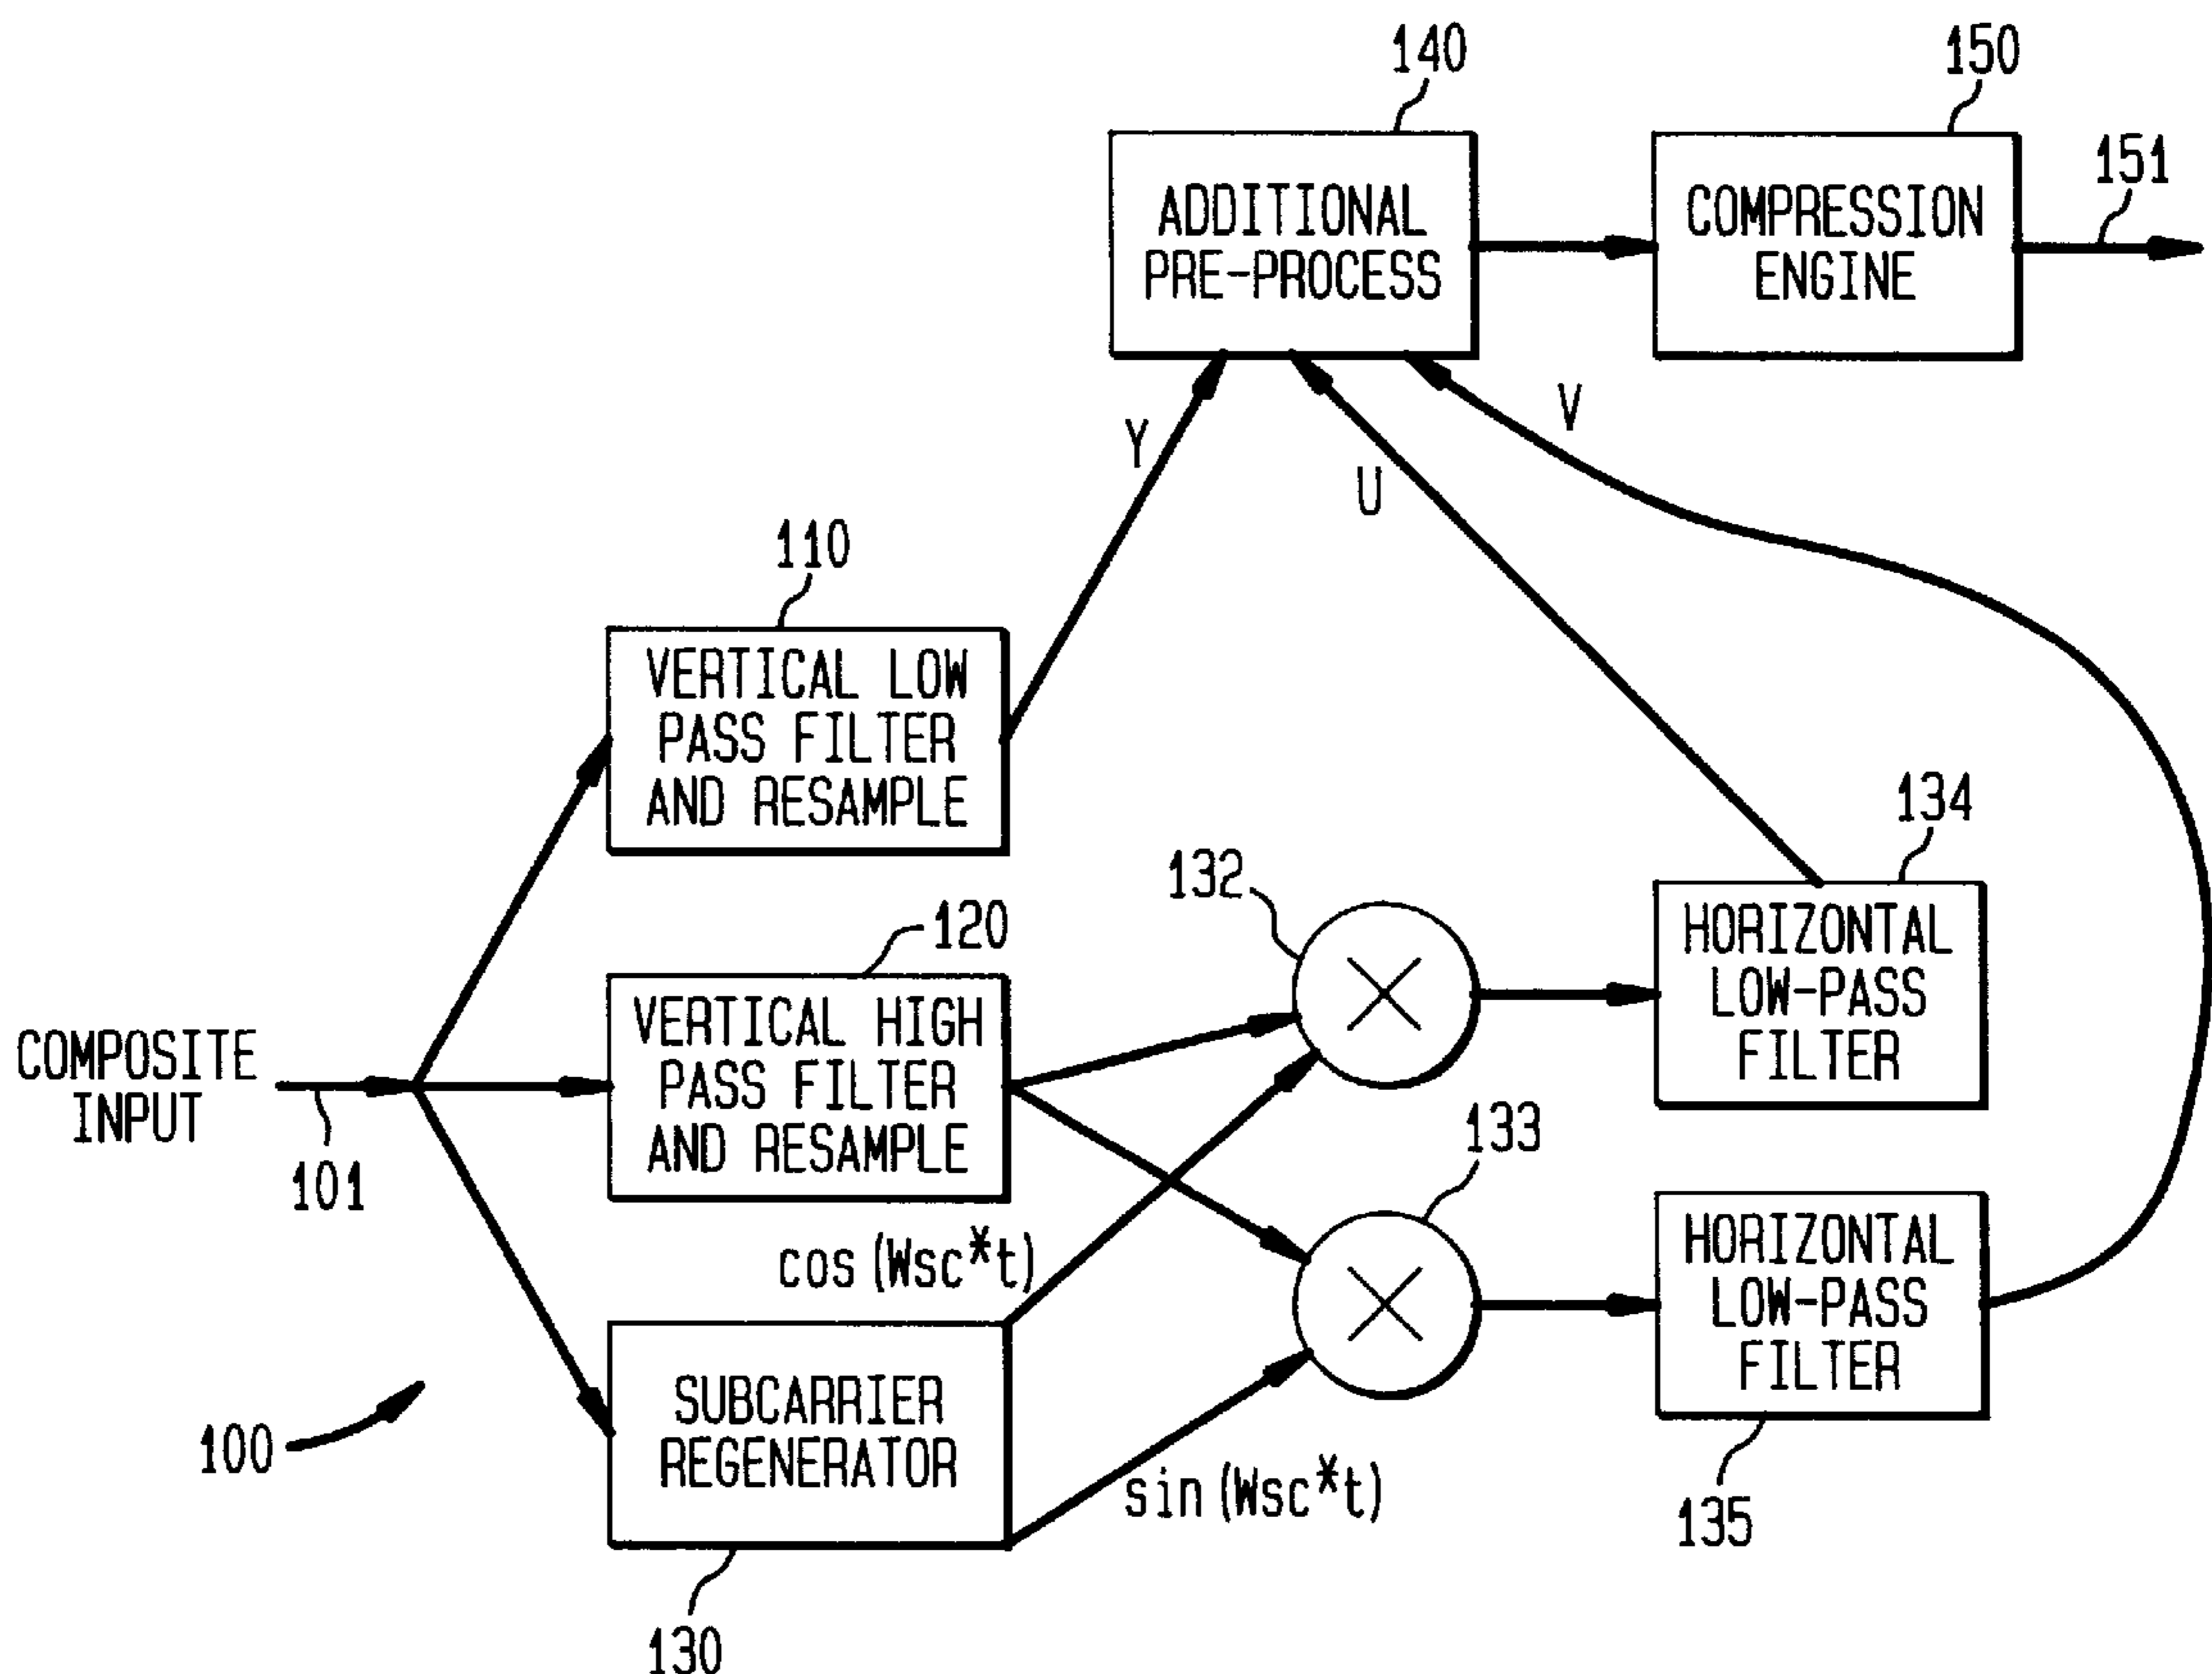 140
150
151
ADDITIONAL
PRE-PROCESS
COMPRESSION
ENGINE
Y
U
V
110
VERTICAL LOW
PASS FILTER
AND RESAMPLE
120
VERTICAL HIGH
PASS FILTER
AND RESAMPLE
132
134
HORIZONTAL
LOW-PASS
FILTER
COMPOSITE
INPUT
101
133
cos(Wsc*t)
HORIZONTAL
LOW-PASS
FILTER
135
100
SUBCARRIER
REGENERATOR
sin(Wsc*t)
130